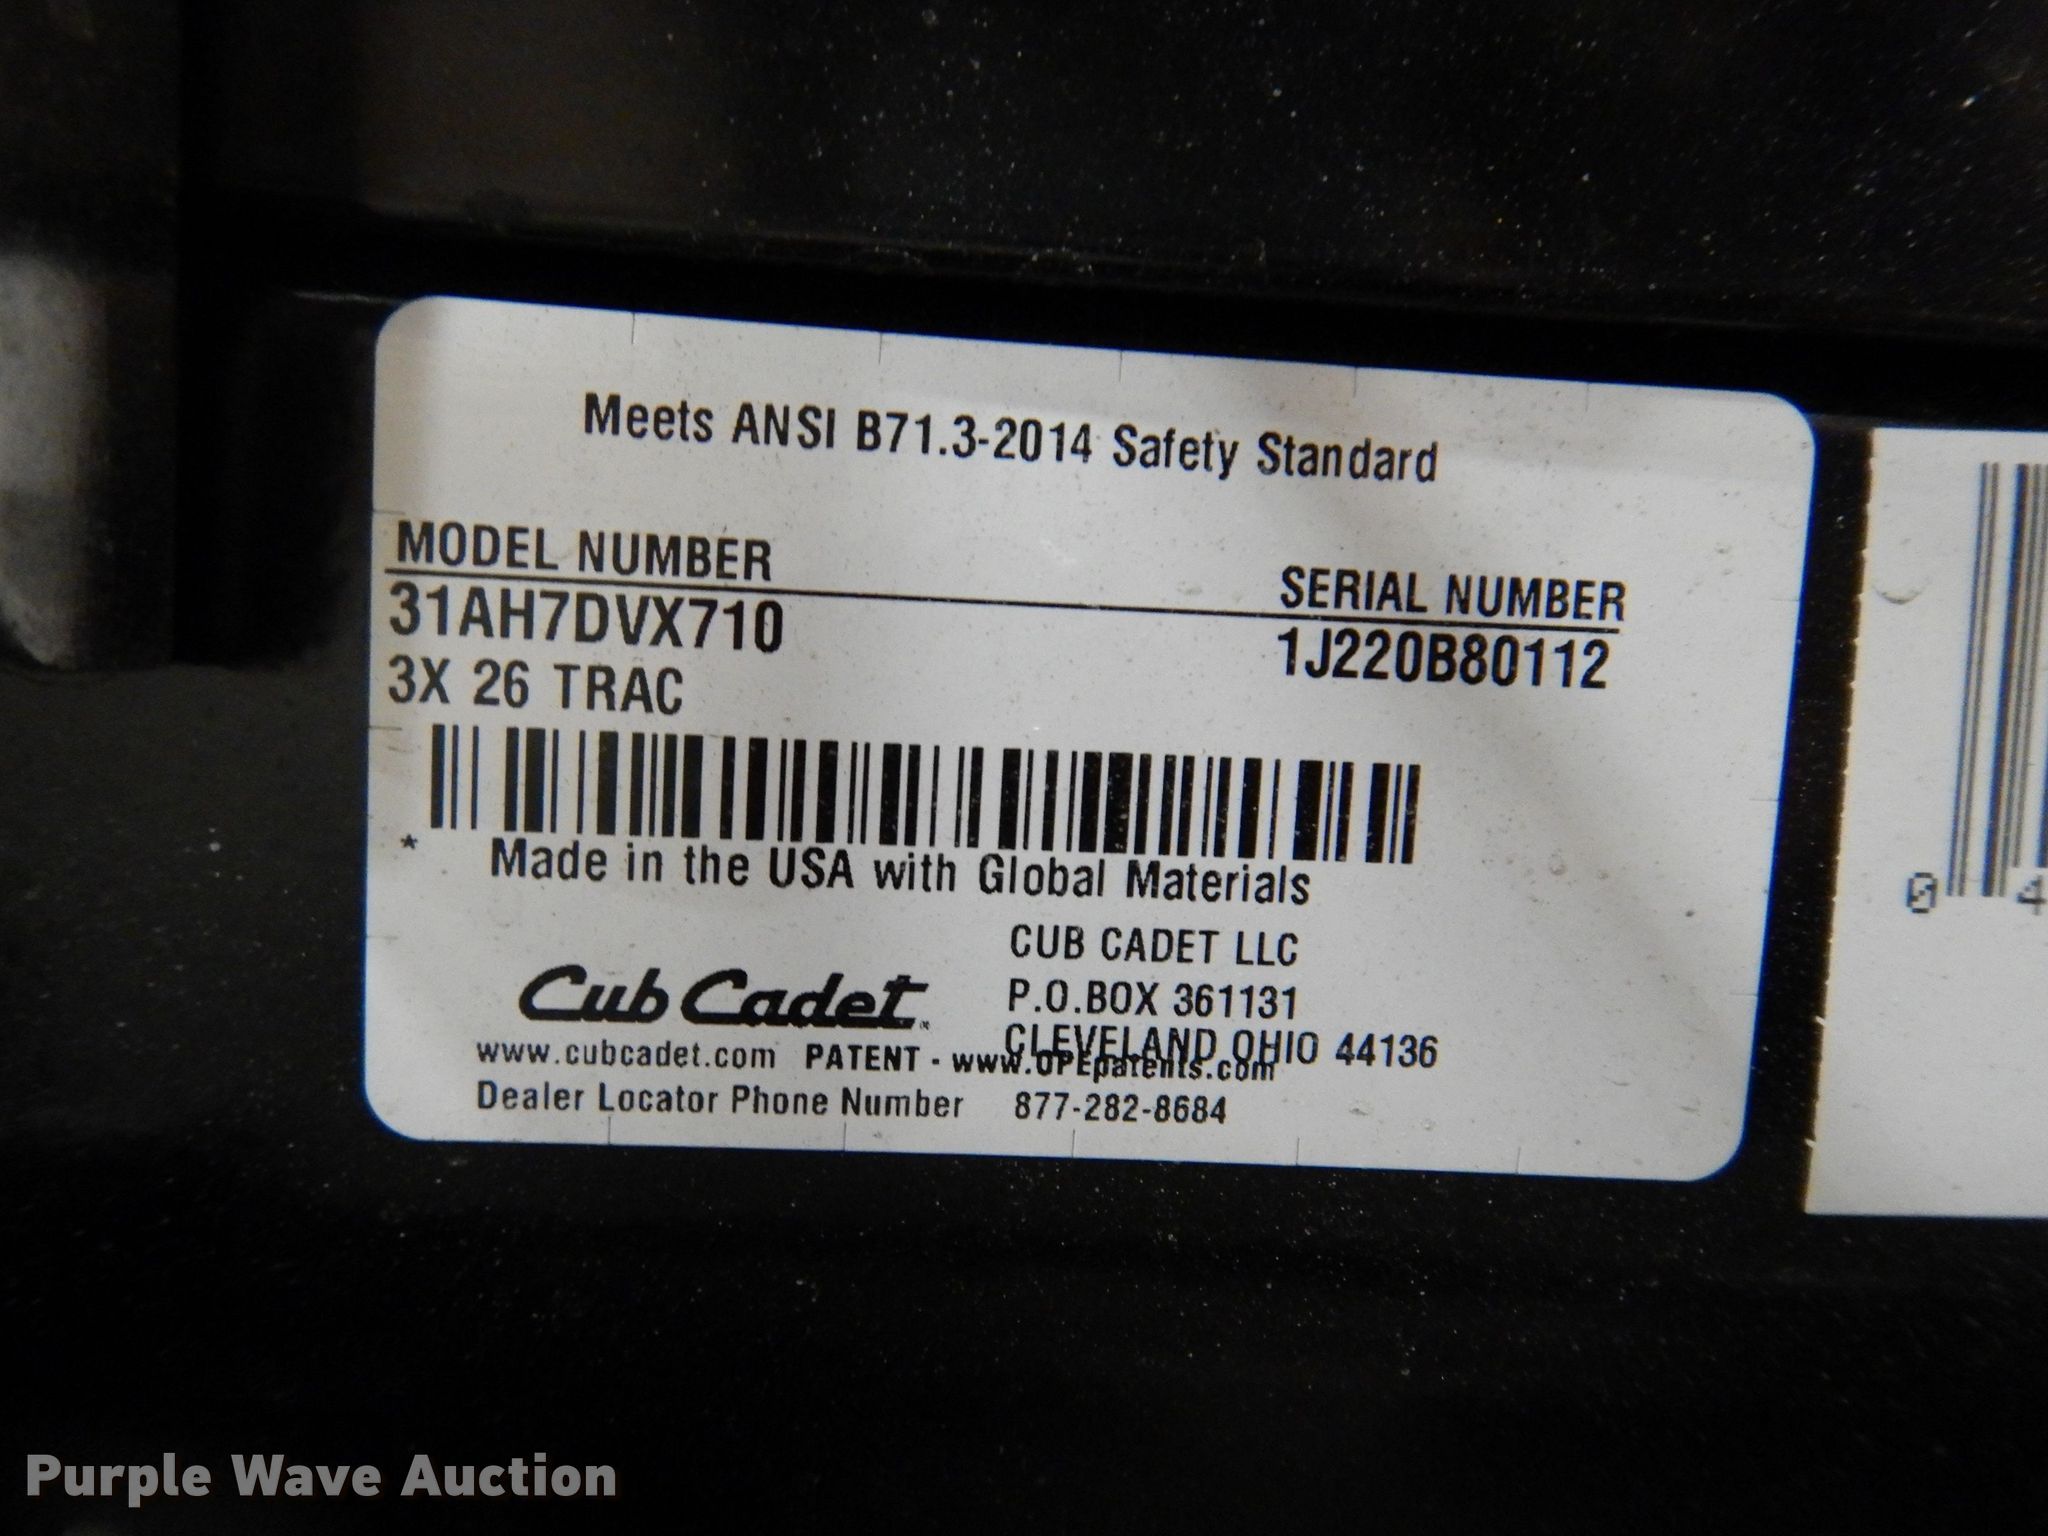 Meets ANSI B71.3-2014 Safety Standard
MODEL NUMBER SERIAL NUMBER
31AH7DVX710 1J220B80112
3X 26 TRAC
* Made in the USA with Global Materials
CUB CADET LLC
Cub Cadet P.O.BOX 361131
CLEVELAND OHIO 44136
www.cubcadet.com PATENT - www.OPEpatents.com
Dealer Locator Phone Number 877-282-8684
0 4
Purple Wave Auction